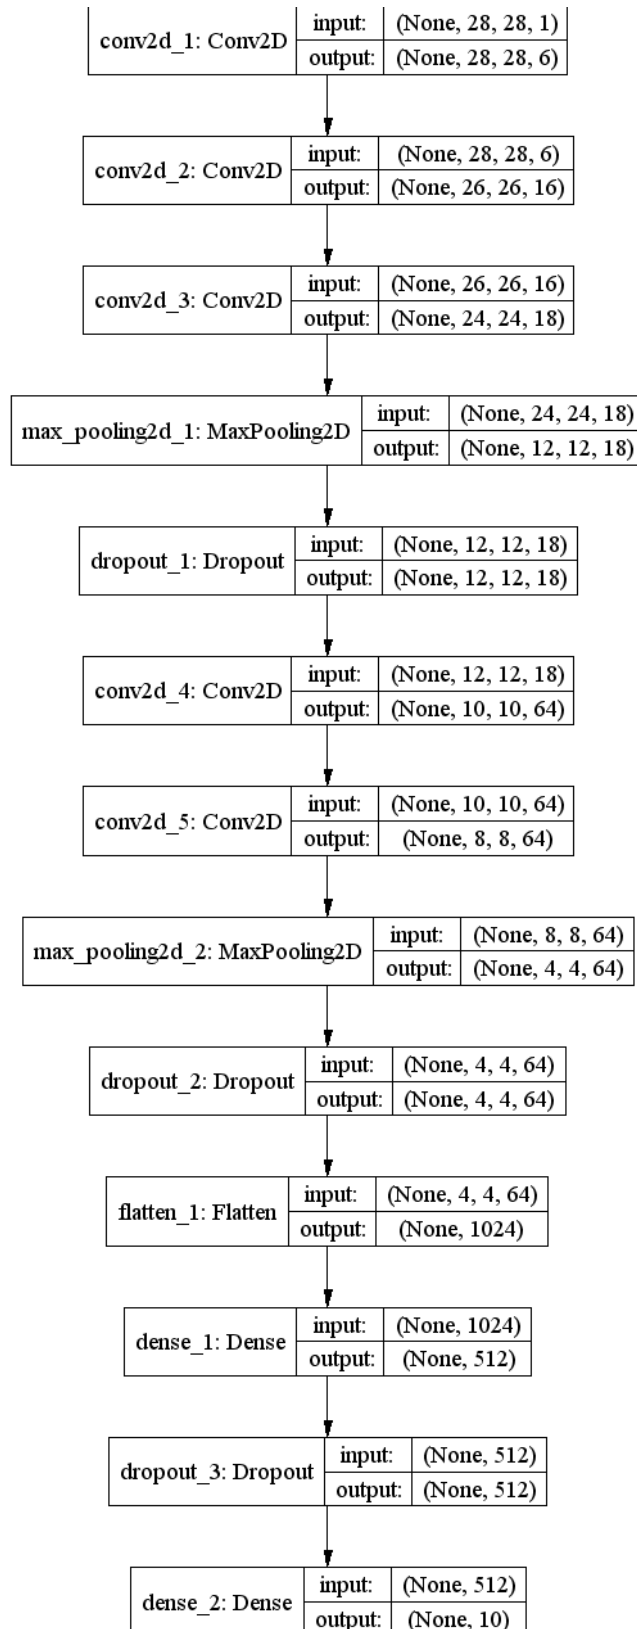 conv2d_1: Conv2D
input: (None, 28, 28, 1)
output: (None, 28, 28, 6)
conv2d_2: Conv2D
input: (None, 28, 28, 6)
output: (None, 26, 26, 16)
conv2d_3: Conv2D
input: (None, 26, 26, 16)
output: (None, 24, 24, 18)
max_pooling2d_1: MaxPooling2D
input: (None, 24, 24, 18)
output: (None, 12, 12, 18)
dropout_1: Dropout
input: (None, 12, 12, 18)
output: (None, 12, 12, 18)
conv2d_4: Conv2D
input: (None, 12, 12, 18)
output: (None, 10, 10, 64)
conv2d_5: Conv2D
input: (None, 10, 10, 64)
output: (None, 8, 8, 64)
max_pooling2d_2: MaxPooling2D
input: (None, 8, 8, 64)
output: (None, 4, 4, 64)
dropout_2: Dropout
input: (None, 4, 4, 64)
output: (None, 4, 4, 64)
flatten_1: Flatten
input: (None, 4, 4, 64)
output: (None, 1024)
dense_1: Dense
input: (None, 1024)
output: (None, 512)
dropout_3: Dropout
input: (None, 512)
output: (None, 512)
dense_2: Dense
input: (None, 512)
output: (None, 10)